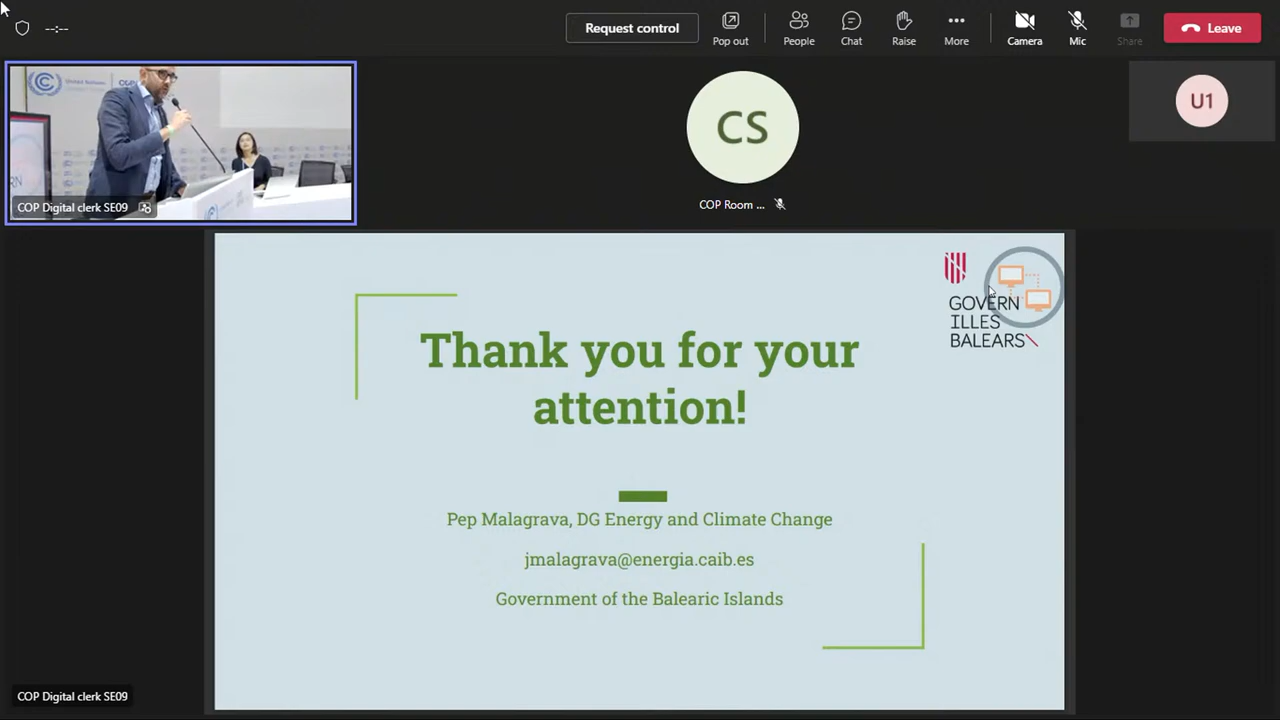 --:--
Request control
Pop out
People
Chat
Raise
More
Camera
Mic
Share
Leave
United Nations
COP Digital clerk SE09
CS
COP Room ...
U1
GOVERN
ILLES
BALEARS
Thank you for your
attention!
Pep Malagrava, DG Energy and Climate Change
jmalagrava@energia.caib.es
Government of the Balearic Islands
COP Digital clerk SE09